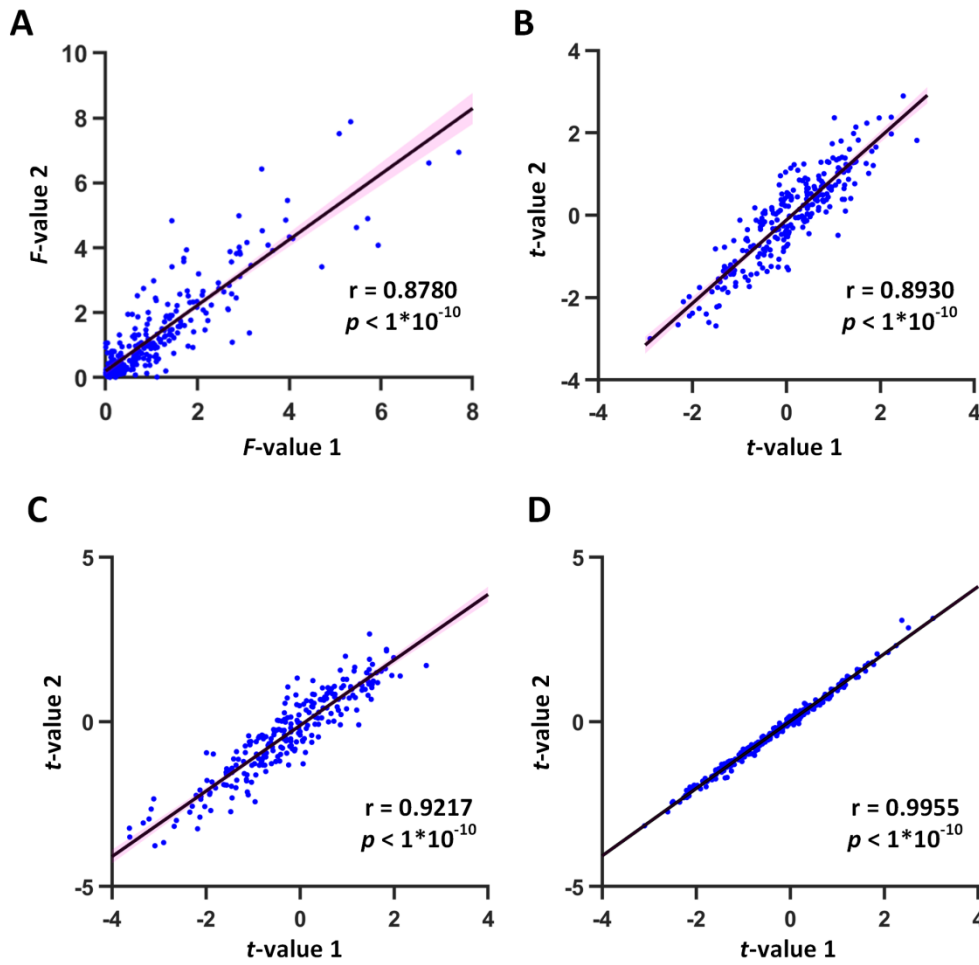 A
10
8
6
4
2
0
F-value 2
r = 0.8780
p < 1*10^-10
0 2 4 6 8
F-value 1
B
4
2
0
-2
-4
t-value 2
r = 0.8930
p < 1*10^-10
-4 -2 0 2 4
t-value 1
C
5
0
-5
t-value 2
r = 0.9217
p < 1*10^-10
-4 -2 0 2 4
t-value 1
D
5
0
-5
t-value 2
r = 0.9955
p < 1*10^-10
-4 -2 0 2 4
t-value 1